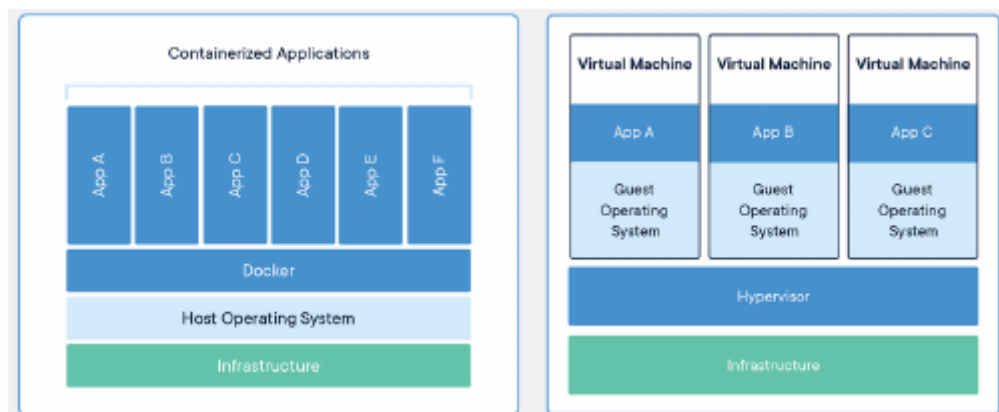 Containerized Applications
App A
App B
App C
App D
App E
App F
Docker
Host Operating System
Infrastructure
Virtual Machine
App A
Guest
Operating
System
Virtual Machine
App B
Guest
Operating
System
Virtual Machine
App C
Guest
Operating
System
Hypervisor
Infrastructure